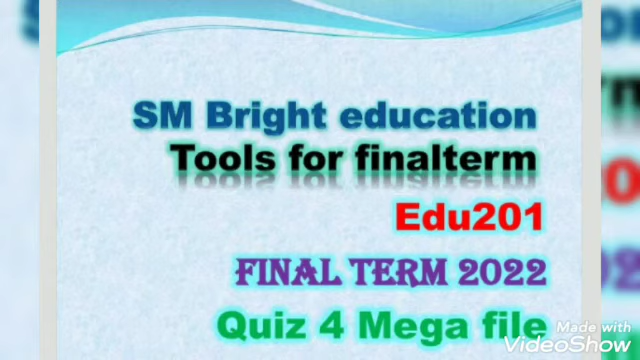 SM Bright education
Tools for finalterm
Edu201
FINAL TERM 2022
Quiz 4 Mega file
Made with
VideoShow